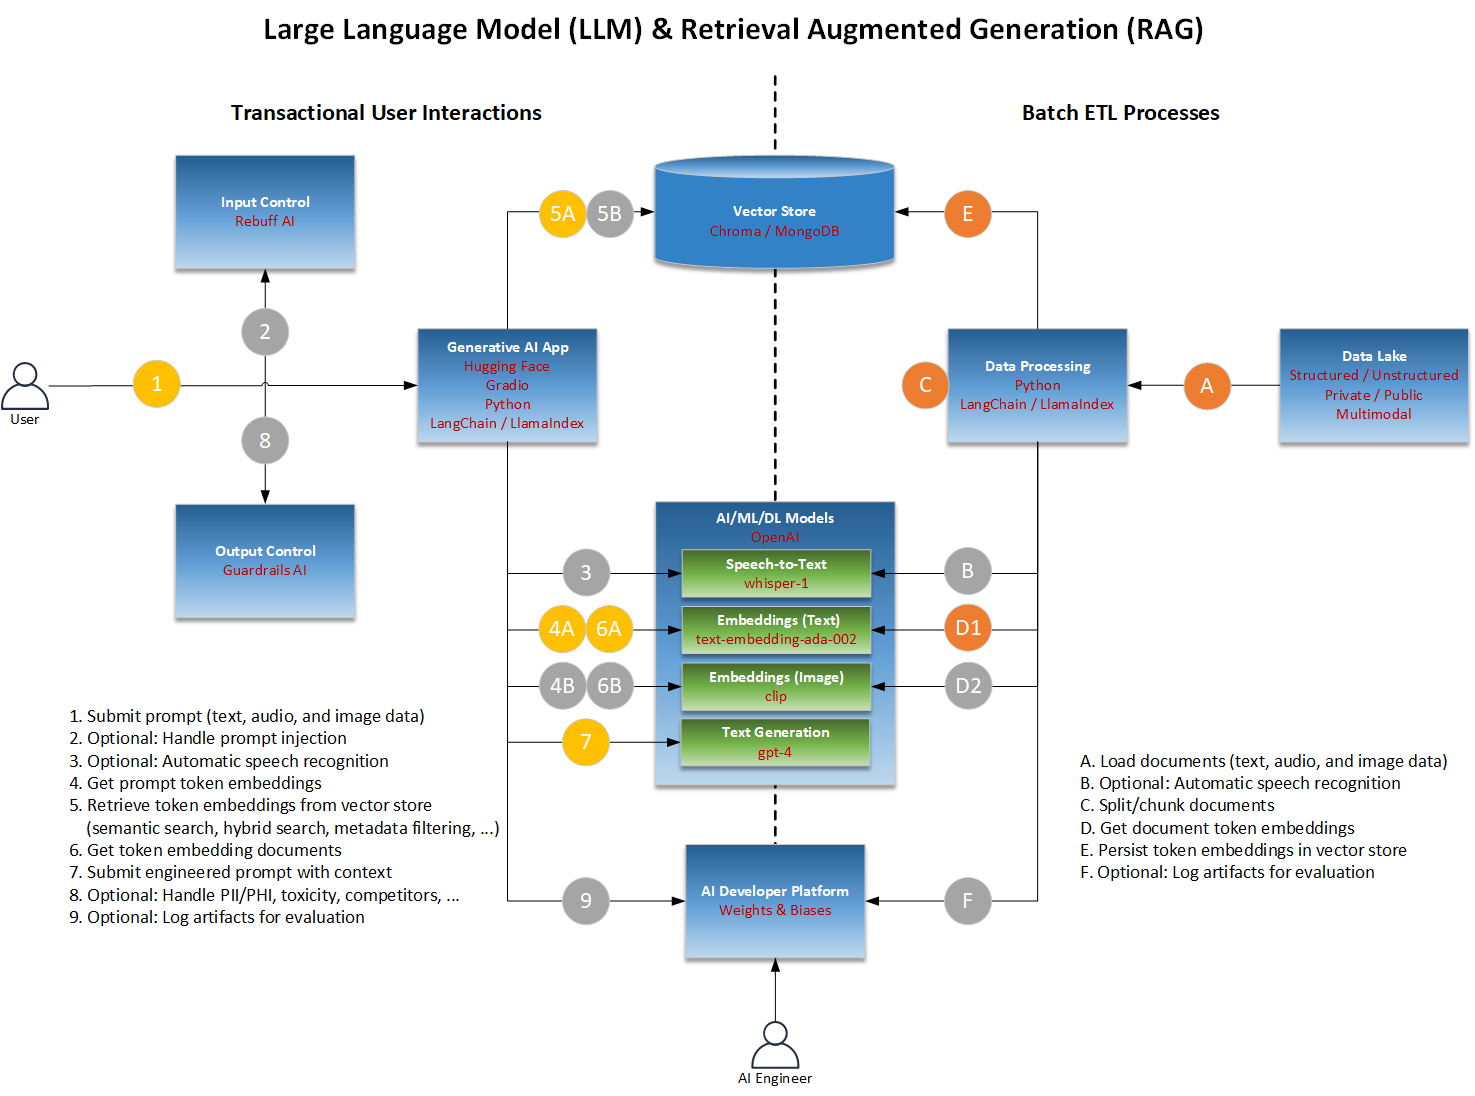 Large Language Model (LLM) & Retrieval Augmented Generation (RAG)
Transactional User Interactions
Batch ETL Processes
Input Control
Rebuff AI
5A
5B
Vector Store
Chroma / MongoDB
E
2
1
User
Generative AI App
Hugging Face
Gradio
Python
LangChain / LlamaIndex
C
Data Processing
Python
LangChain / LlamaIndex
A
Data Lake
Structured / Unstructured
Private / Public
Multimodal
8
Output Control
Guardrails AI
AI/ML/DL Models
OpenAI
3
Speech-to-Text
whisper-1
B
4A
6A
Embeddings (Text)
text-embedding-ada-002
D1
4B
6B
Embeddings (Image)
clip
D2
7
Text Generation
gpt-4
1. Submit prompt (text, audio, and image data)
2. Optional: Handle prompt injection
3. Optional: Automatic speech recognition
4. Get prompt token embeddings
5. Retrieve token embeddings from vector store
(semantic search, hybrid search, metadata filtering, ...)
6. Get token embedding documents
7. Submit engineered prompt with context
8. Optional: Handle PII/PHI, toxicity, competitors, ...
9. Optional: Log artifacts for evaluation
A. Load documents (text, audio, and image data)
B. Optional: Automatic speech recognition
C. Split/chunk documents
D. Get document token embeddings
E. Persist token embeddings in vector store
F. Optional: Log artifacts for evaluation
9
AI Developer Platform
Weights & Biases
F
AI Engineer